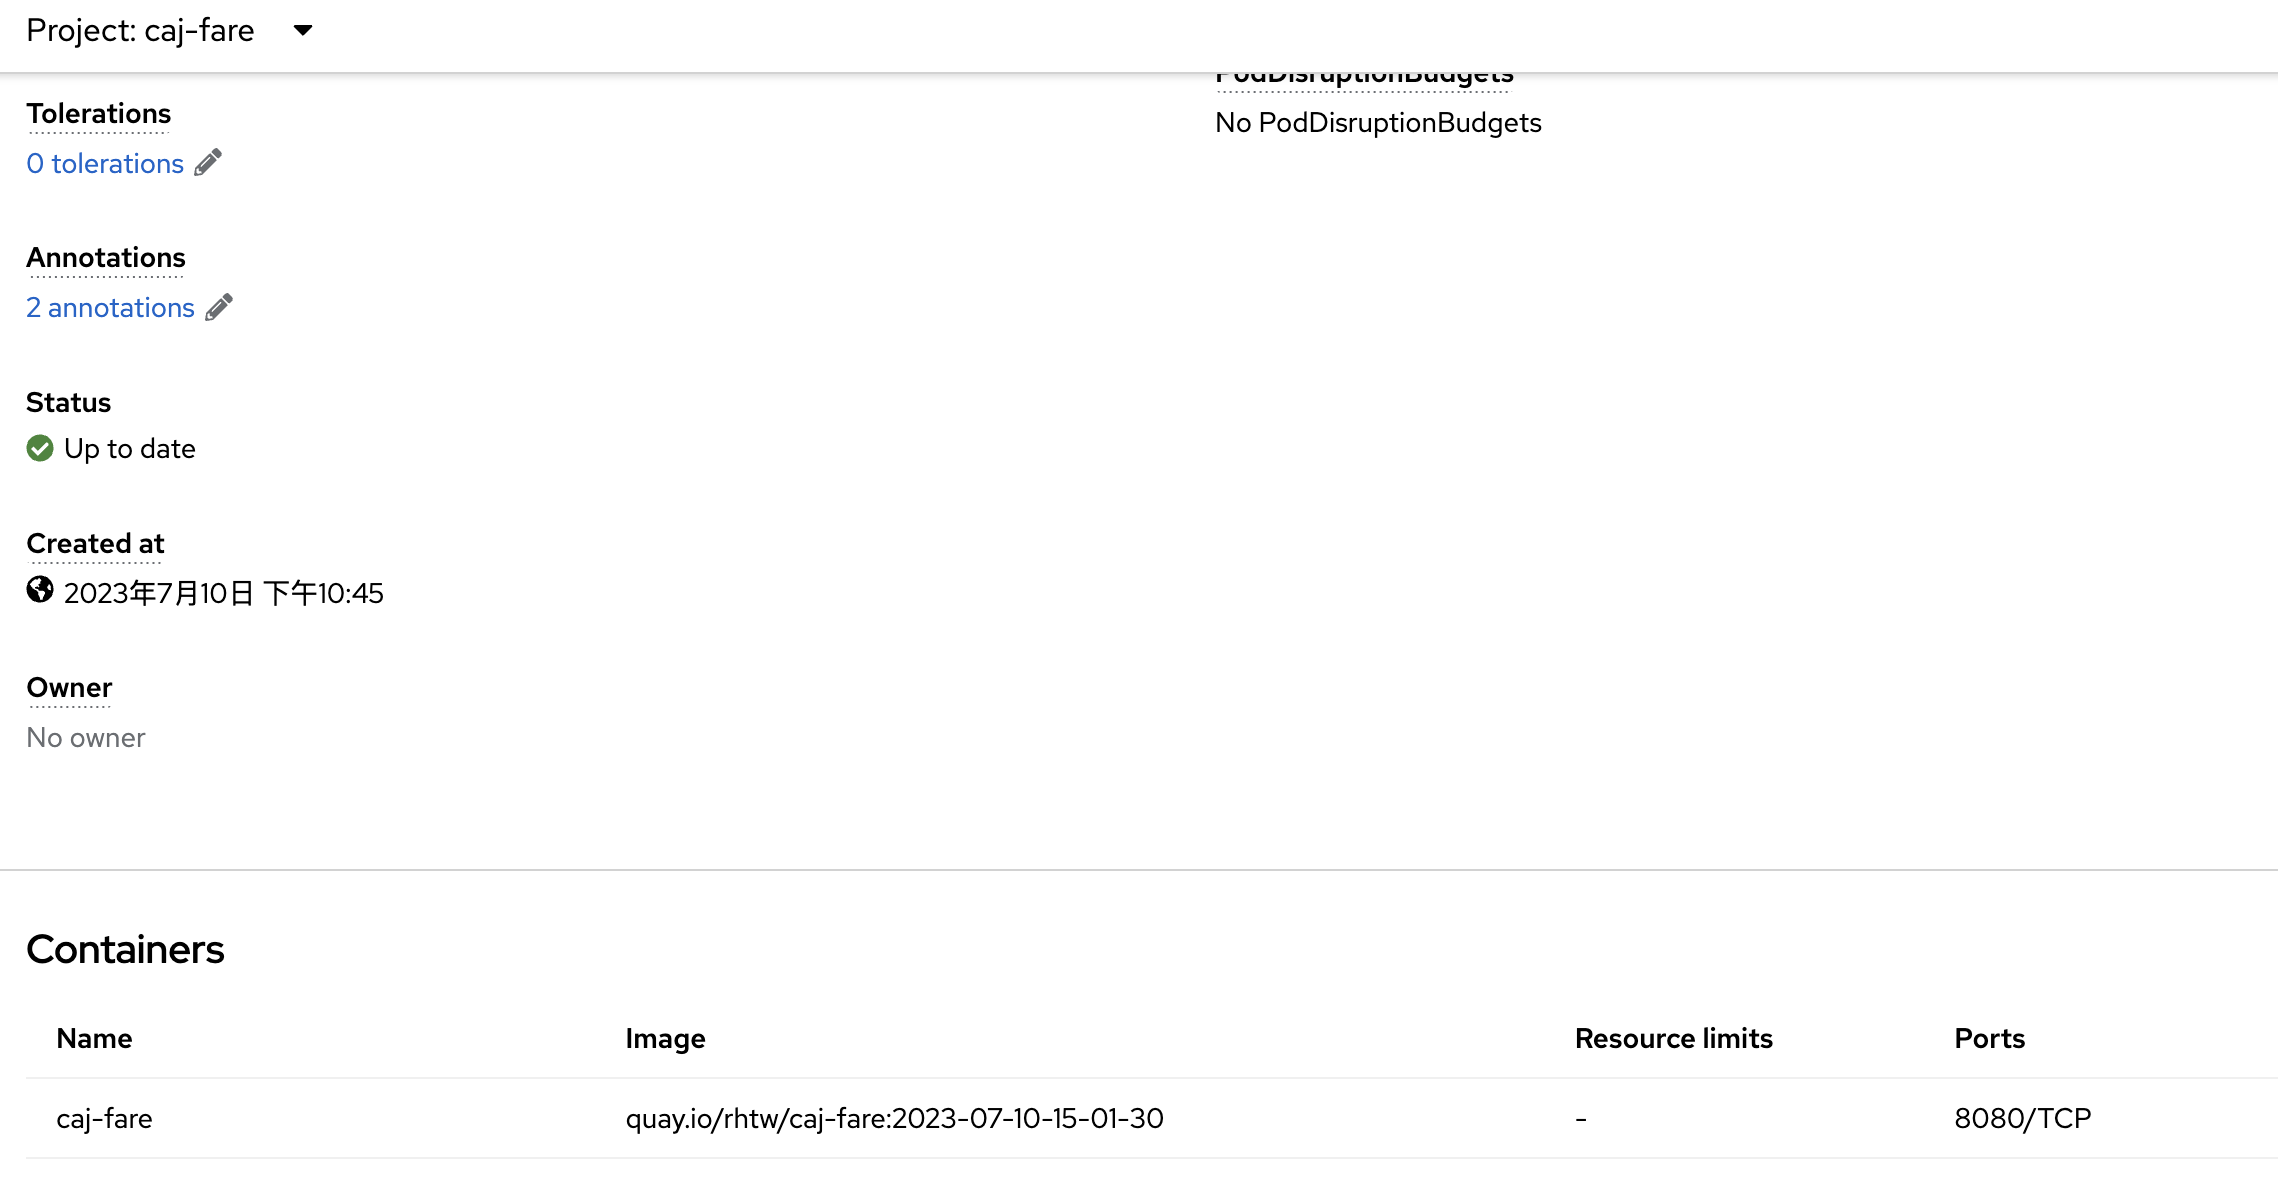 Project: caj-fare
PodDisruptionBudgets
No PodDisruptionBudgets
Tolerations
0 tolerations
Annotations
2 annotations
Status
Up to date
Created at
2023年7月10日 下午10:45
Owner
No owner
Containers
Name Image Resource limits Ports
caj-fare quay.io/rhtw/caj-fare:2023-07-10-15-01-30 - 8080/TCP